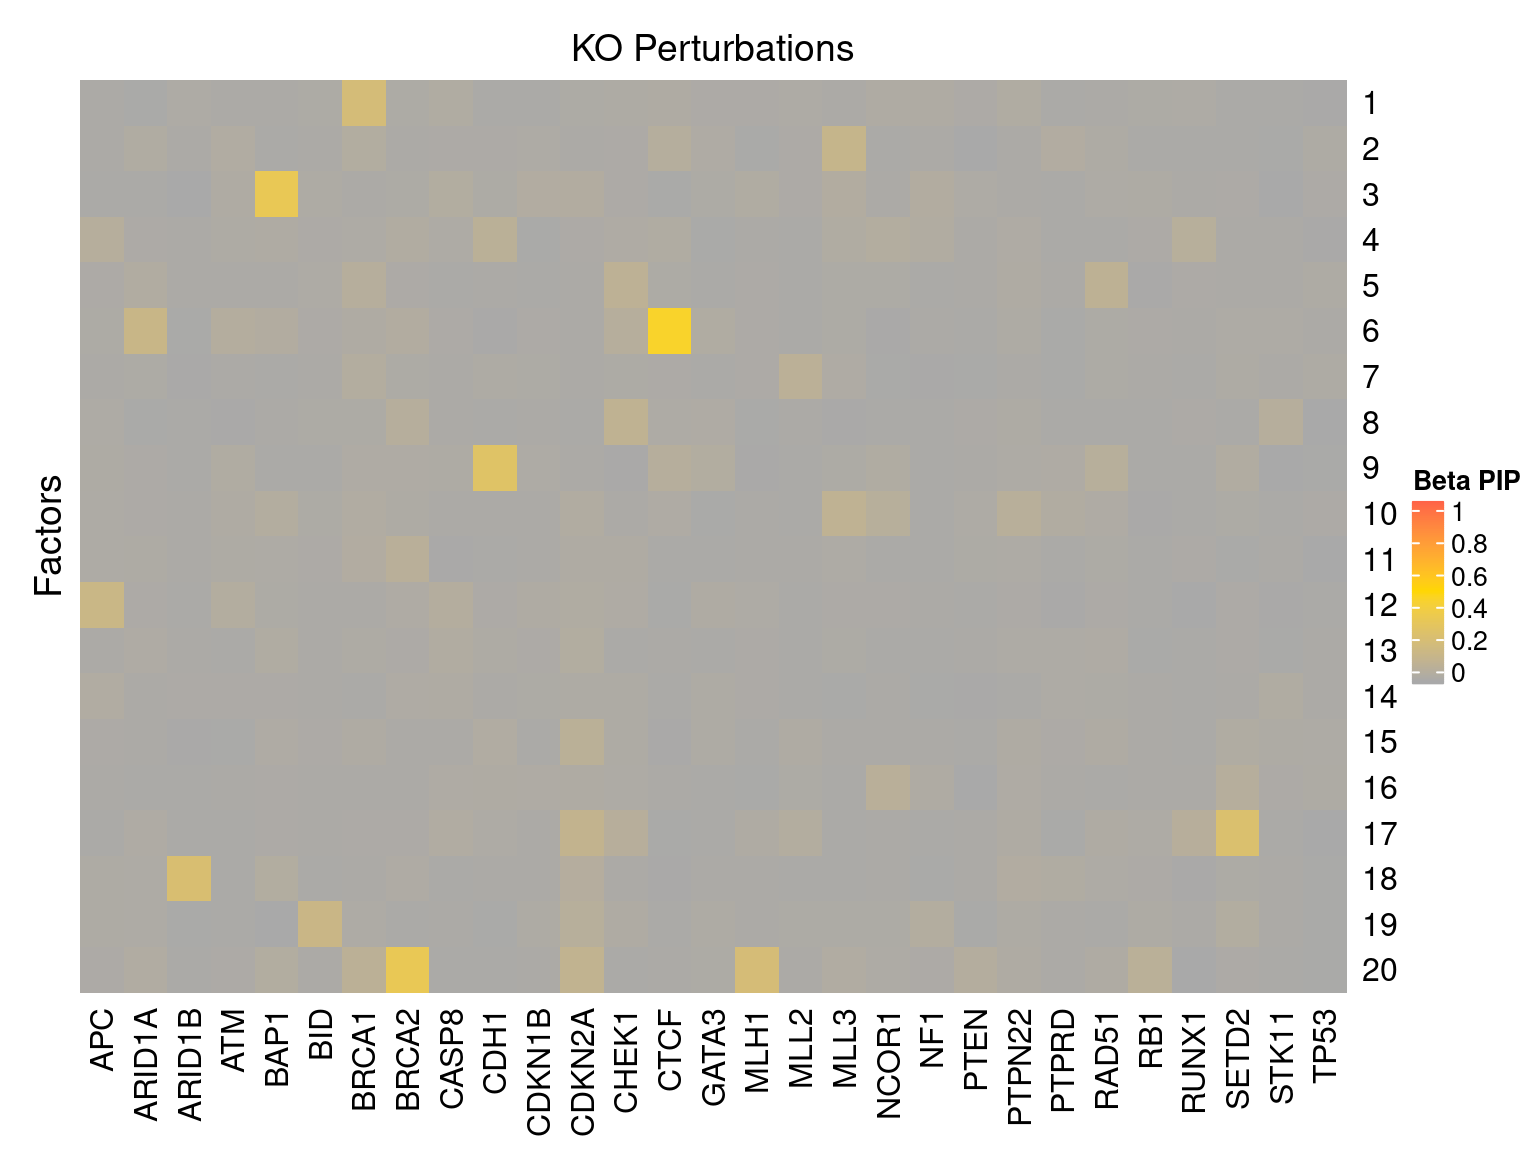 KO Perturbations
Factors
1
2
3
4
5
6
7
8
9
10
11
12
13
14
15
16
17
18
19
20
Beta PIP
1
0.8
0.6
0.4
0.2
0
APC
ARID1A
ARID1B
ATM
BAP1
BID
BRCA1
BRCA2
CASP8
CDH1
CDKN1B
CDKN2A
CHEK1
CTCF
GATA3
MLH1
MLL2
MLL3
NCOR1
NF1
PTEN
PTPN22
PTPRD
RAD51
RB1
RUNX1
SETD2
STK11
TP53